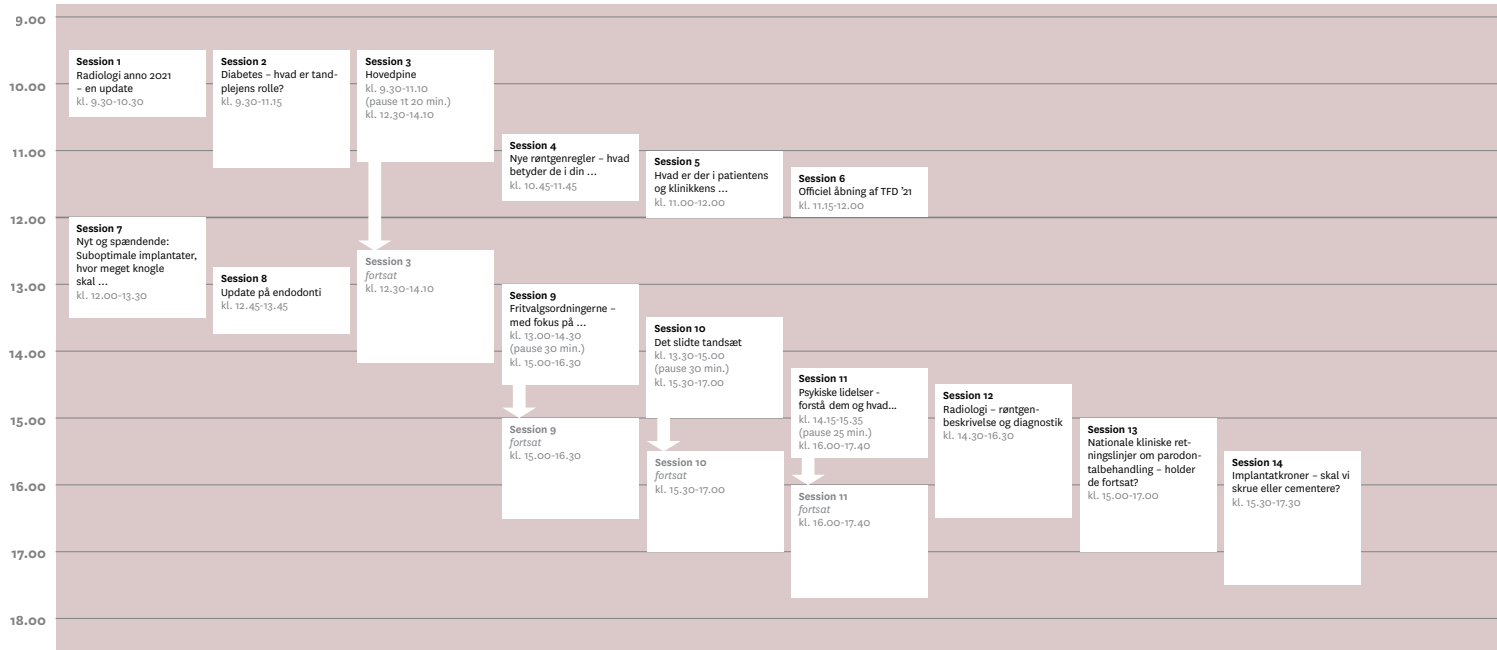 9.00
10.00
11.00
12.00
13.00
14.00
15.00
16.00
17.00
18.00
Session 1
Radiologi anno 2021
– en update
kl. 9.30-10.30
Session 2
Diabetes – hvad er tand-
plejens rolle?
kl. 9.30-11.15
Session 3
Hovedpine
kl. 9.30-11.10
(pause 1t 20 min.)
kl. 12.30-14.10
Session 4
Nye røntgenregler – hvad
betyder de i din ...
kl. 10.45-11.45
Session 5
Hvad er der i patientens
og klinikkens ...
kl. 11.00-12.00
Session 6
Officiel åbning af TFD ’21
kl. 11.15-12.00
Session 7
Nyt og spændende:
Suboptimale implantater,
hvor meget knogle
skal ...
kl. 12.00-13.30
Session 8
Update på endodonti
kl. 12.45-13.45
Session 3
fortsat
kl. 12.30-14.10
Session 9
Fritvalgsordningerne –
med fokus på ...
kl. 13.00-14.30
(pause 30 min.)
kl. 15.00-16.30
Session 10
Det slidte tandsæt
kl. 13.30-15.00
(pause 30 min.)
kl. 15.30-17.00
Session 11
Psykiske lidelser -
forstå dem og hvad...
kl. 14.15-15.35
(pause 25 min.)
kl. 16.00-17.40
Session 12
Radiologi – røntgen-
beskrivelse og diagnostik
kl. 14.30-16.30
Session 9
fortsat
kl. 15.00-16.30
Session 10
fortsat
kl. 15.30-17.00
Session 11
fortsat
kl. 16.00-17.40
Session 13
Nationale kliniske ret-
ningslinjer om parodon-
talbehandling – holder
de fortsat?
kl. 15.00-17.00
Session 14
Implantatkroner – skal vi
skrue eller cementere?
kl. 15.30-17.30